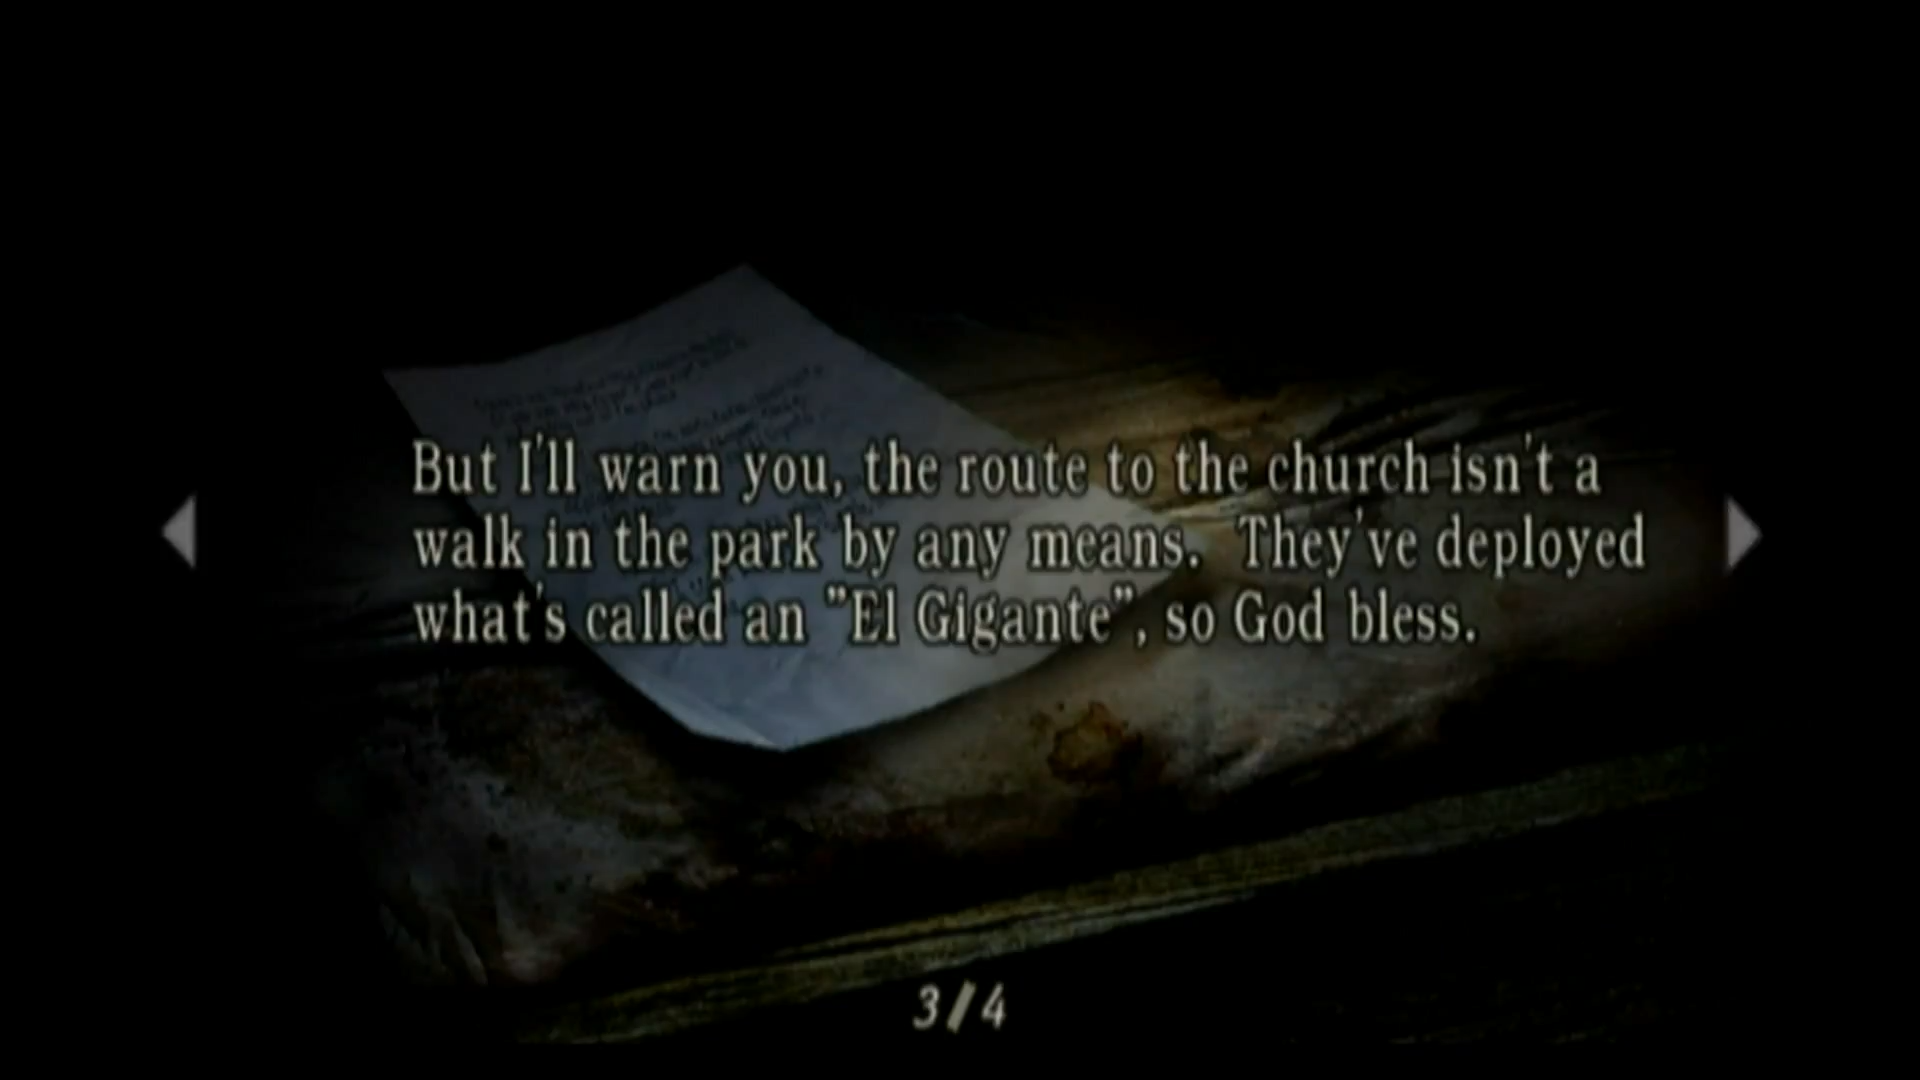 But I'll warn you, the route to the church isn't a
walk in the park by any means.  They've deployed
what's called an "El Gigante", so God bless.
3/4